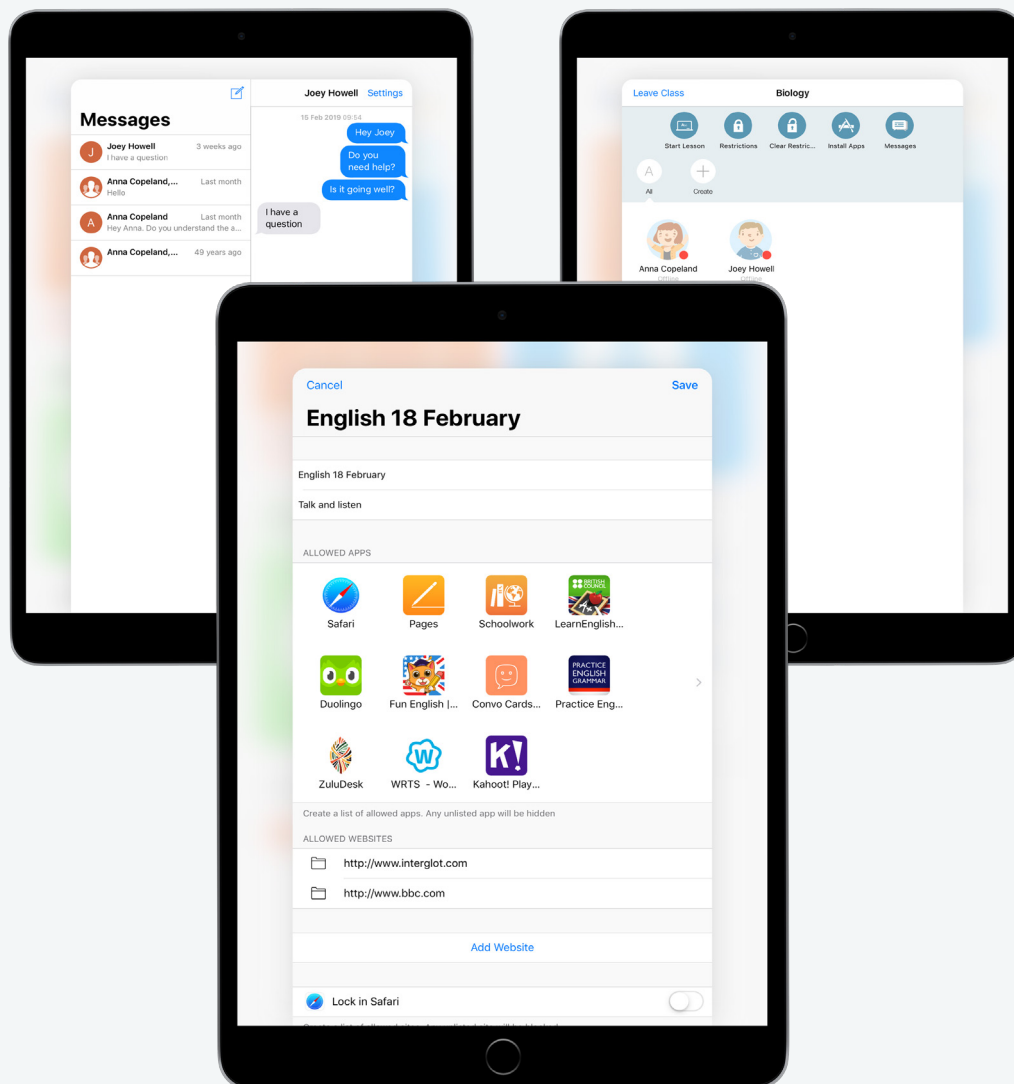 Messages
Joey Howell 3 weeks ago
I have a question
Anna Copeland,... Last month
Hello
Anna Copeland Last month
Hey Anna. Do you understand the a...
Anna Copeland,... 49 years ago
J
A
Joey Howell Settings
15 Feb 2019 09:54
Hey Joey
Do you
need help?
Is it going well?
I have a
question
Leave Class Biology
Start Lesson Restrictions Clear Restric... Install Apps Messages
A
All Create
Anna Copeland Joey Howell
Offline Offline
Cancel Save
English 18 February
English 18 February
Talk and listen
ALLOWED APPS
BRITISH
COUNCIL
A+
Safari Pages Schoolwork LearnEnglish...
PRACTICE
ENGLISH
GRAMMAR
Duolingo Fun English |... Convo Cards... Practice Eng...
W
K!
ZuluDesk WRTS - Wo... Kahoot! Play...
Create a list of allowed apps. Any unlisted app will be hidden
ALLOWED WEBSITES
http://www.interglot.com
http://www.bbc.com
Add Website
Lock in Safari